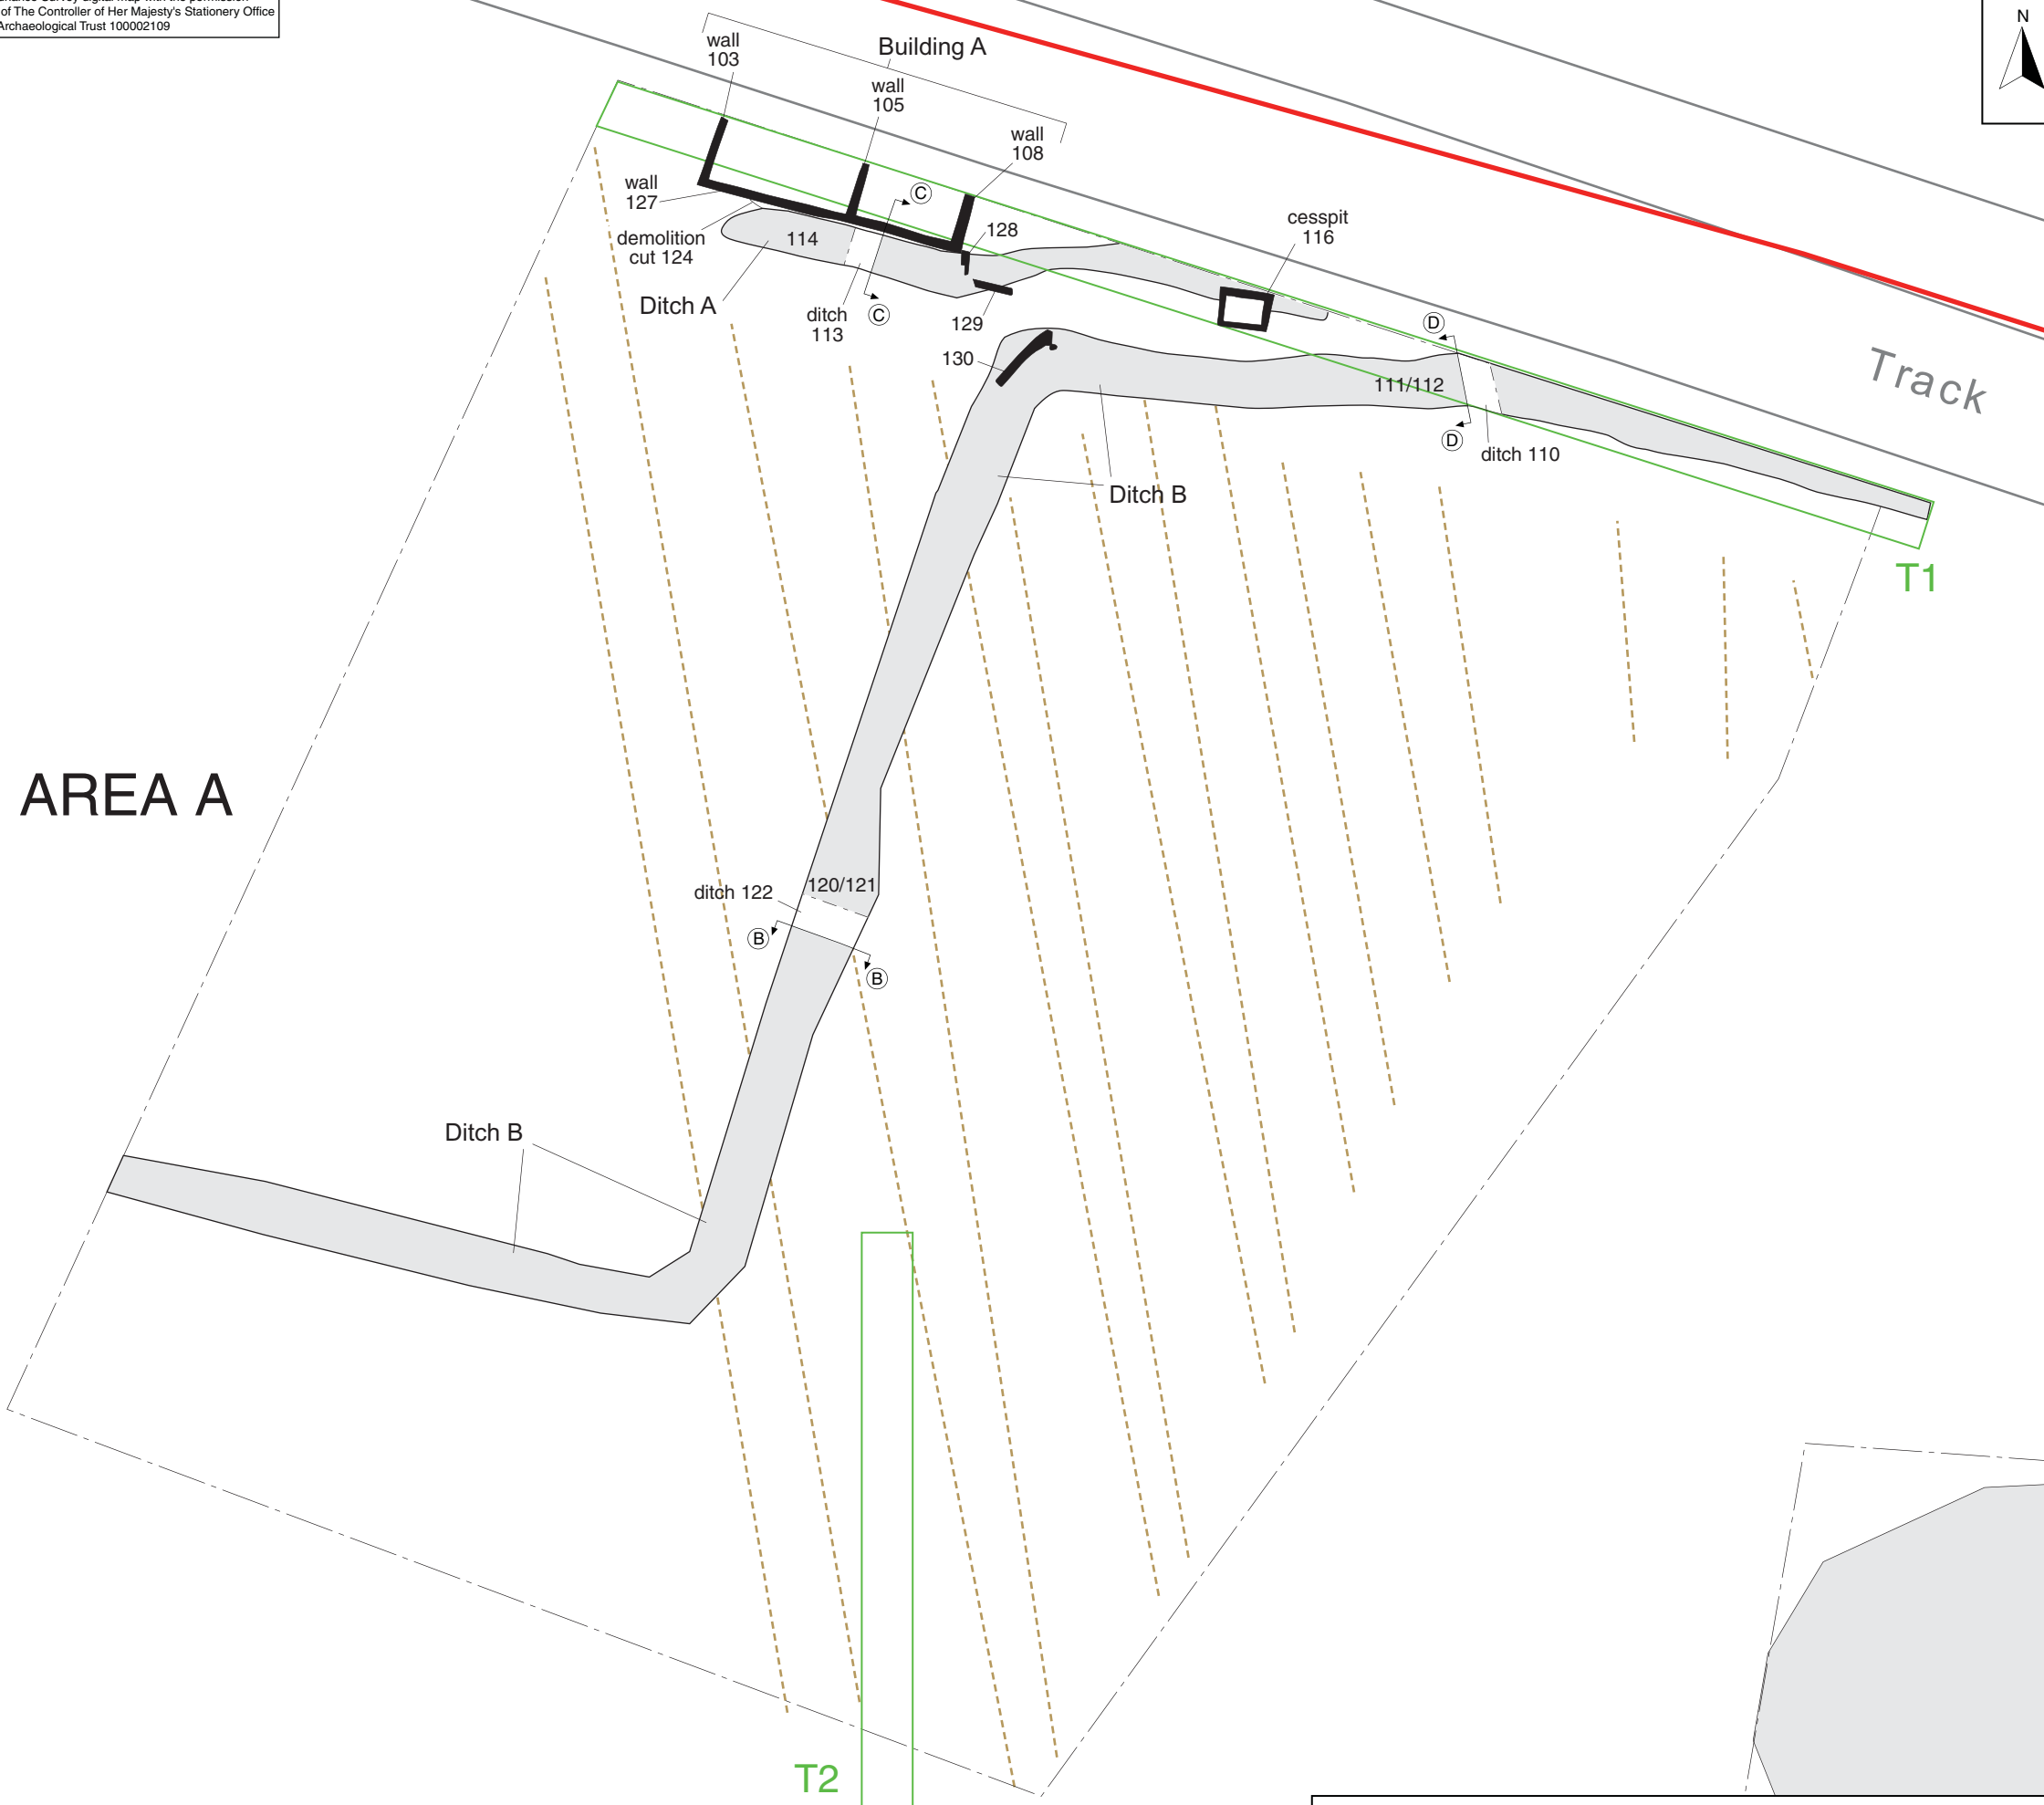 of The Controller of Her Majesty's Stationery Office
Archaeological Trust 100002109
N
wall
103
Building A
wall
105
wall
108
wall
127
C
128
cesspit
116
demolition
cut 124
114
Ditch A
ditch
113
C
129
D
130
111/112
Track
D
ditch 110
Ditch B
T1
AREA A
ditch 122
120/121
B
B
Ditch B
T2